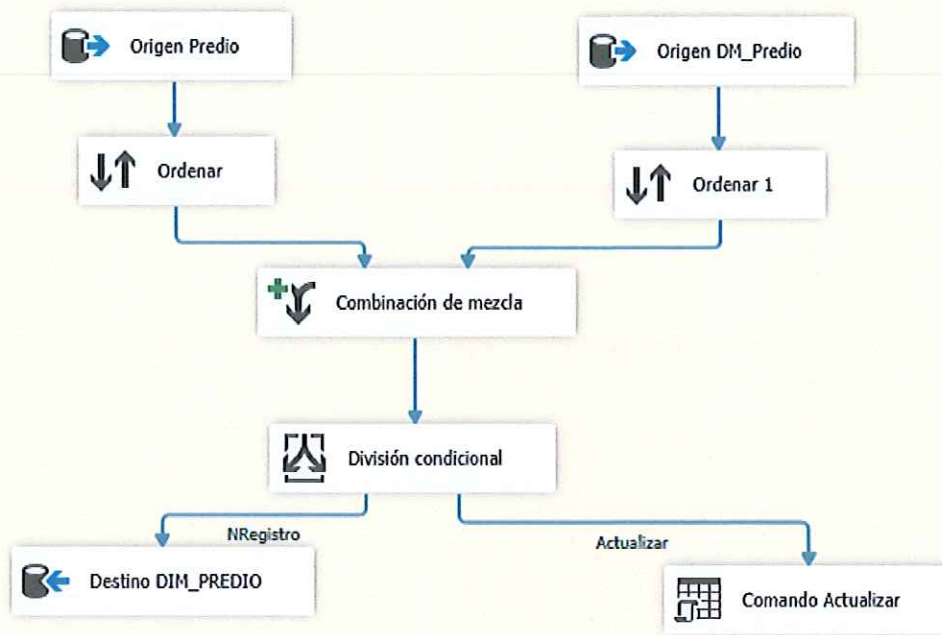 Origen Predio
Origen DM_Predio
Ordenar
Ordenar 1
Combinación de mezcla
División condicional
NRegistro
Actualizar
Destino DIM_PREDIO
Comando Actualizar